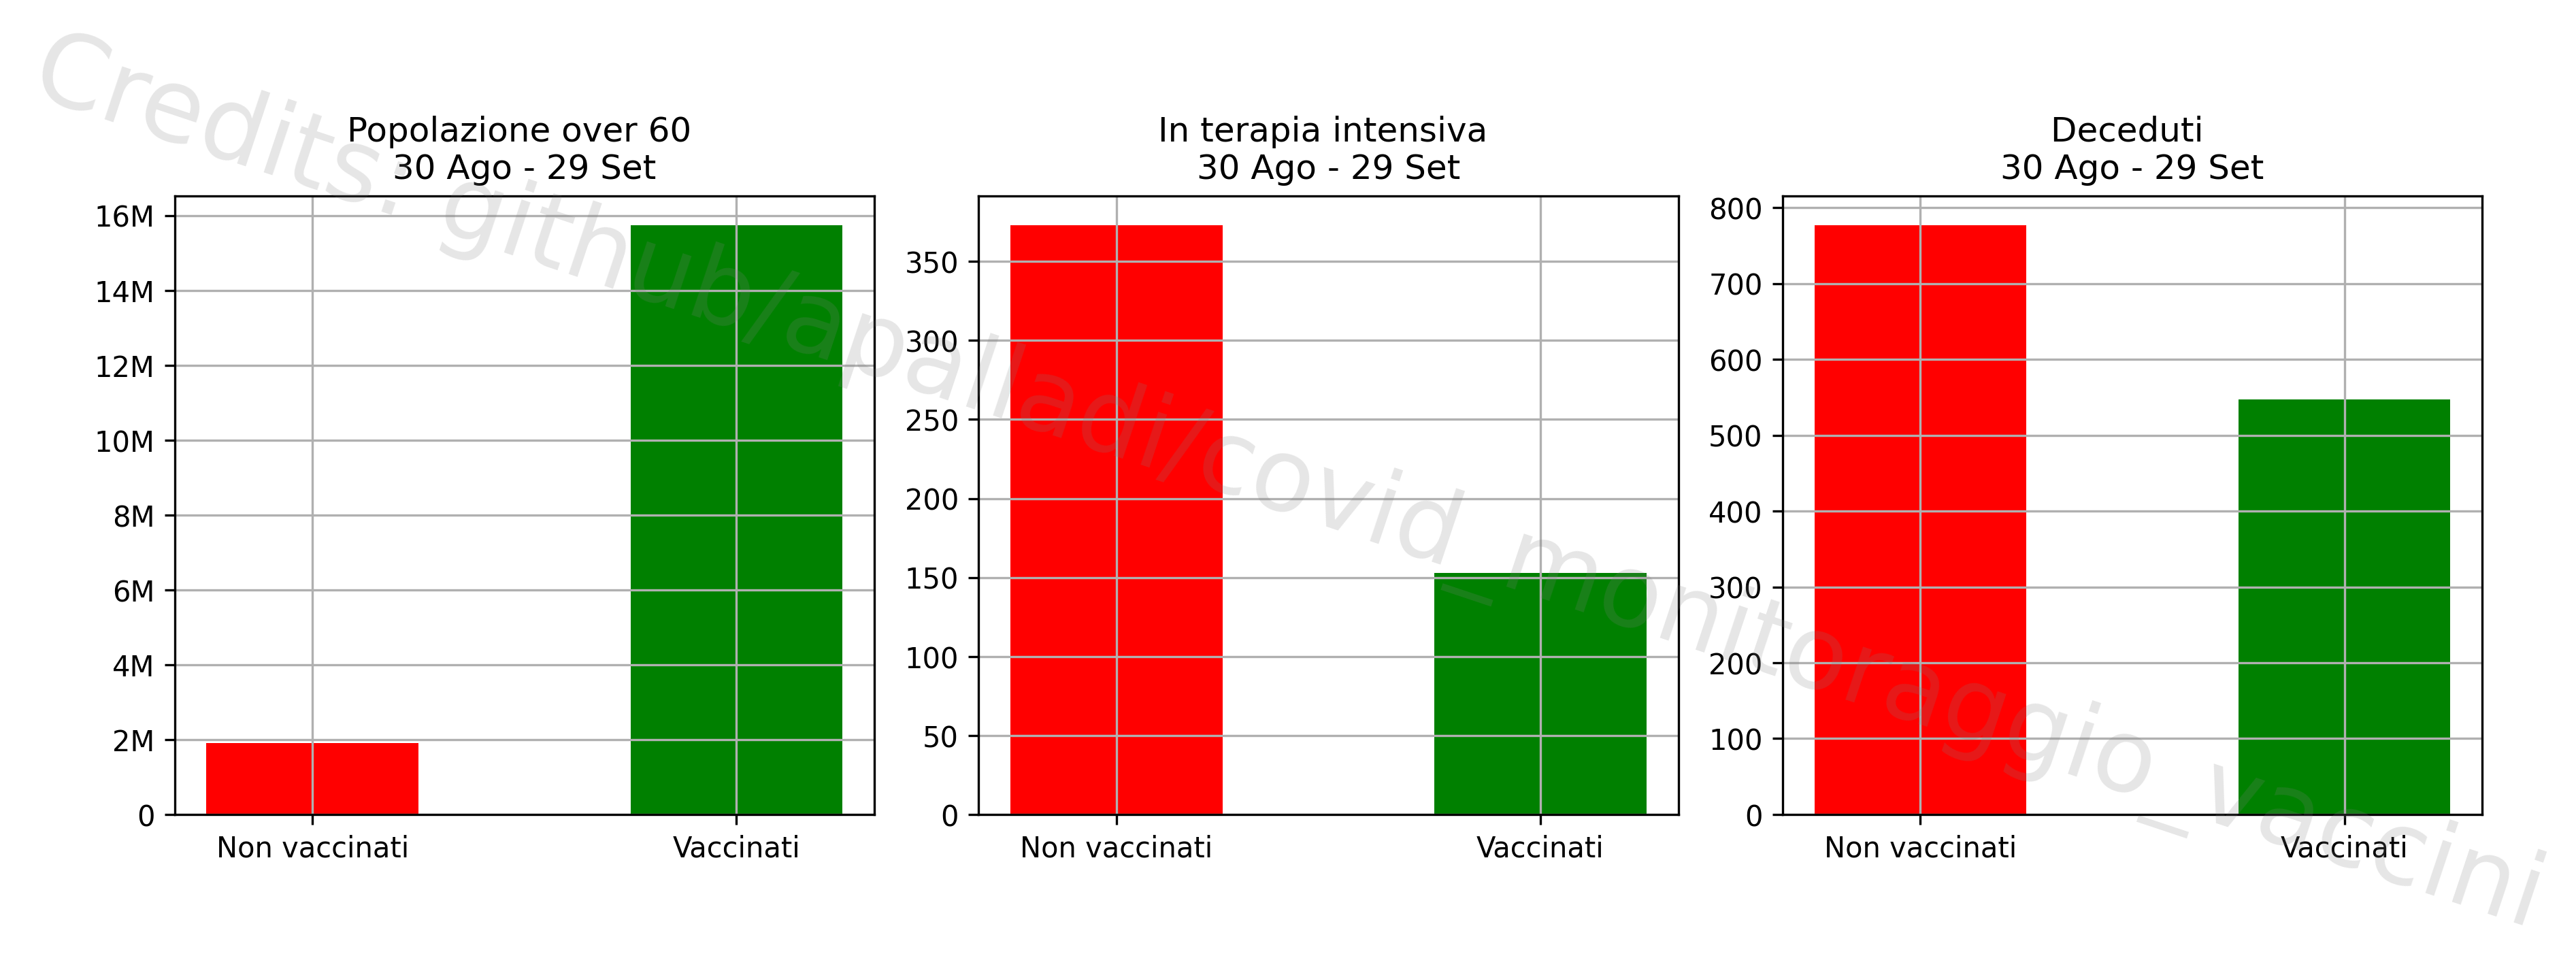 Credits: github/apalladi/covid_monitoraggio_vaccini
Popolazione over 60
30 Ago - 29 Set
16M
14M
12M
10M
8M
6M
4M
2M
0
Non vaccinati
Vaccinati
In terapia intensiva
30 Ago - 29 Set
350
300
250
200
150
100
50
0
Non vaccinati
Vaccinati
Deceduti
30 Ago - 29 Set
800
700
600
500
400
300
200
100
0
Non vaccinati
Vaccinati